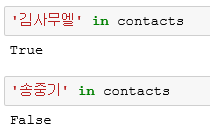 '김사무엘' in contacts
True
'송중기' in contacts
False